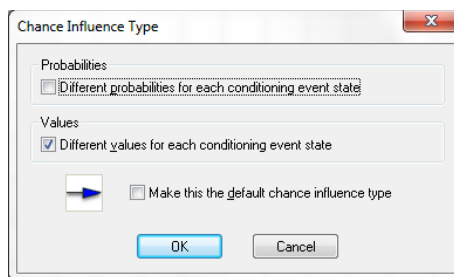 Chance Influence Type
Probabilities
Different probabilities for each conditioning event state
Values
Different values for each conditioning event state
Make this the default chance influence type
OK
Cancel